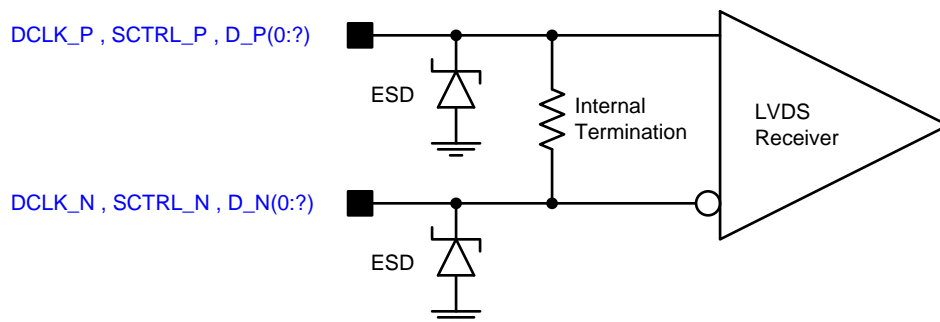 DCLK_P , SCTRL_P , D_P(0:?)
ESD
Internal
Termination
LVDS
Receiver
DCLK_N , SCTRL_N , D_N(0:?)
ESD